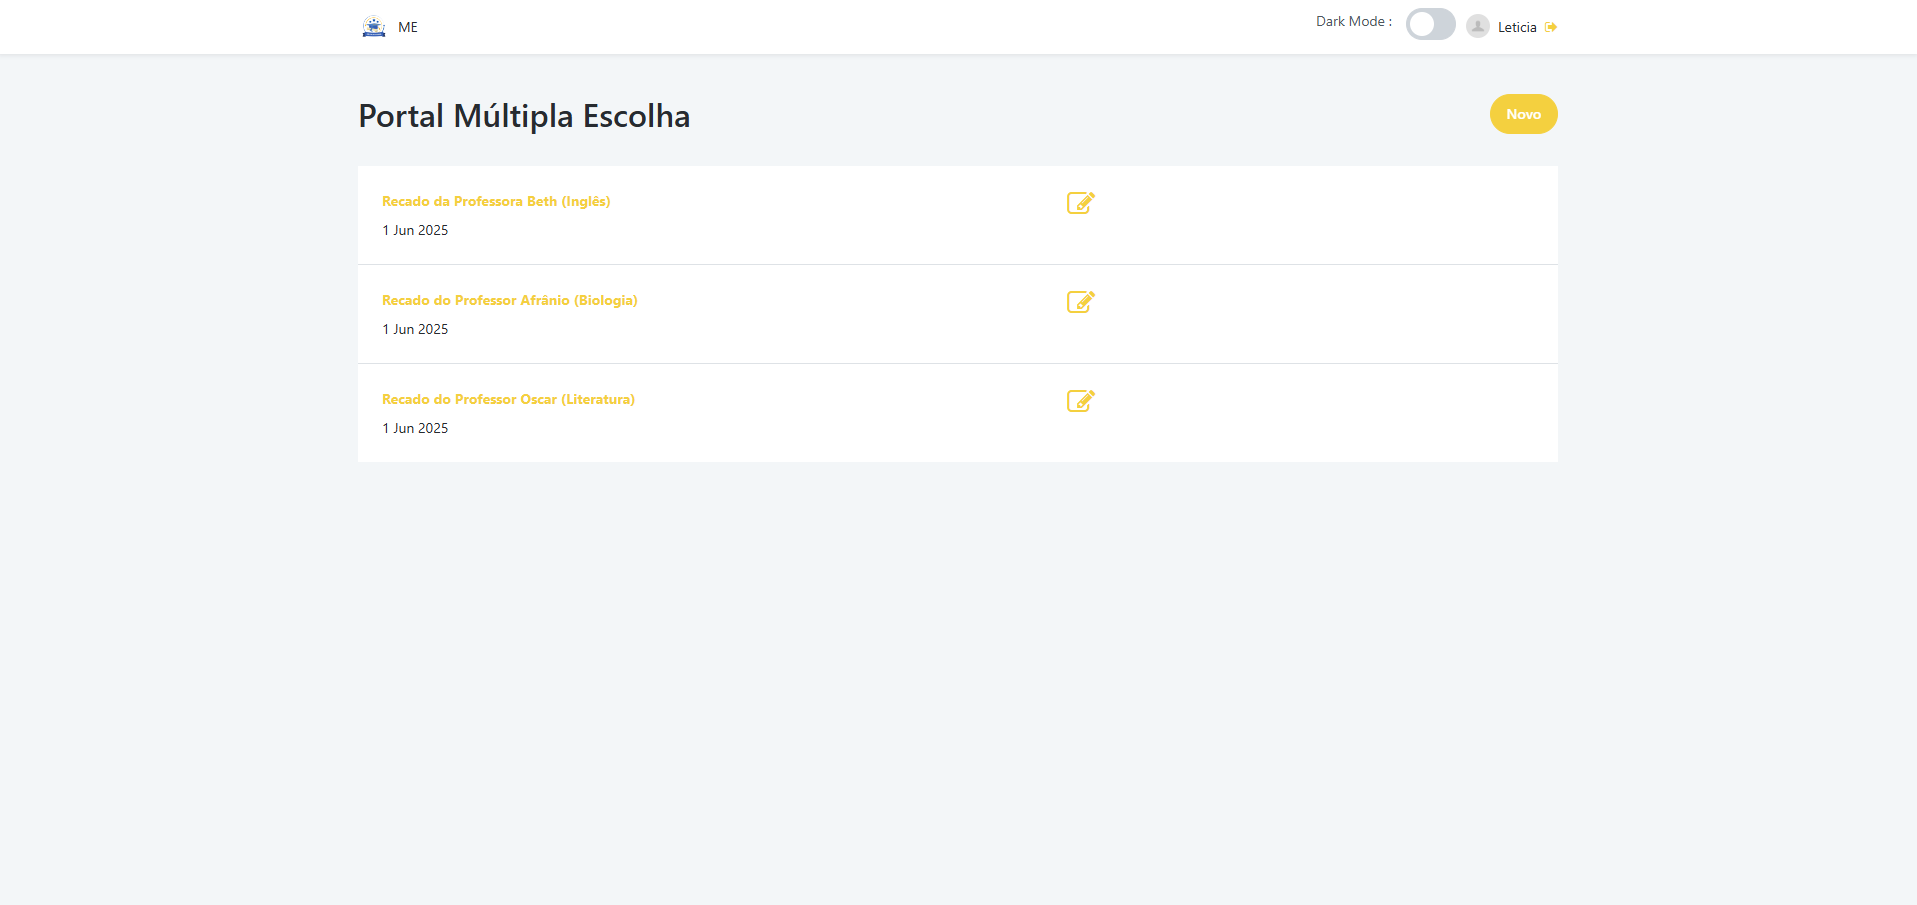 ME
Dark Mode :
Leticia
Portal Múltipla Escolha
Novo
Recado da Professora Beth (Inglês)
1 Jun 2025
Recado do Professor Afrânio (Biologia)
1 Jun 2025
Recado do Professor Oscar (Literatura)
1 Jun 2025